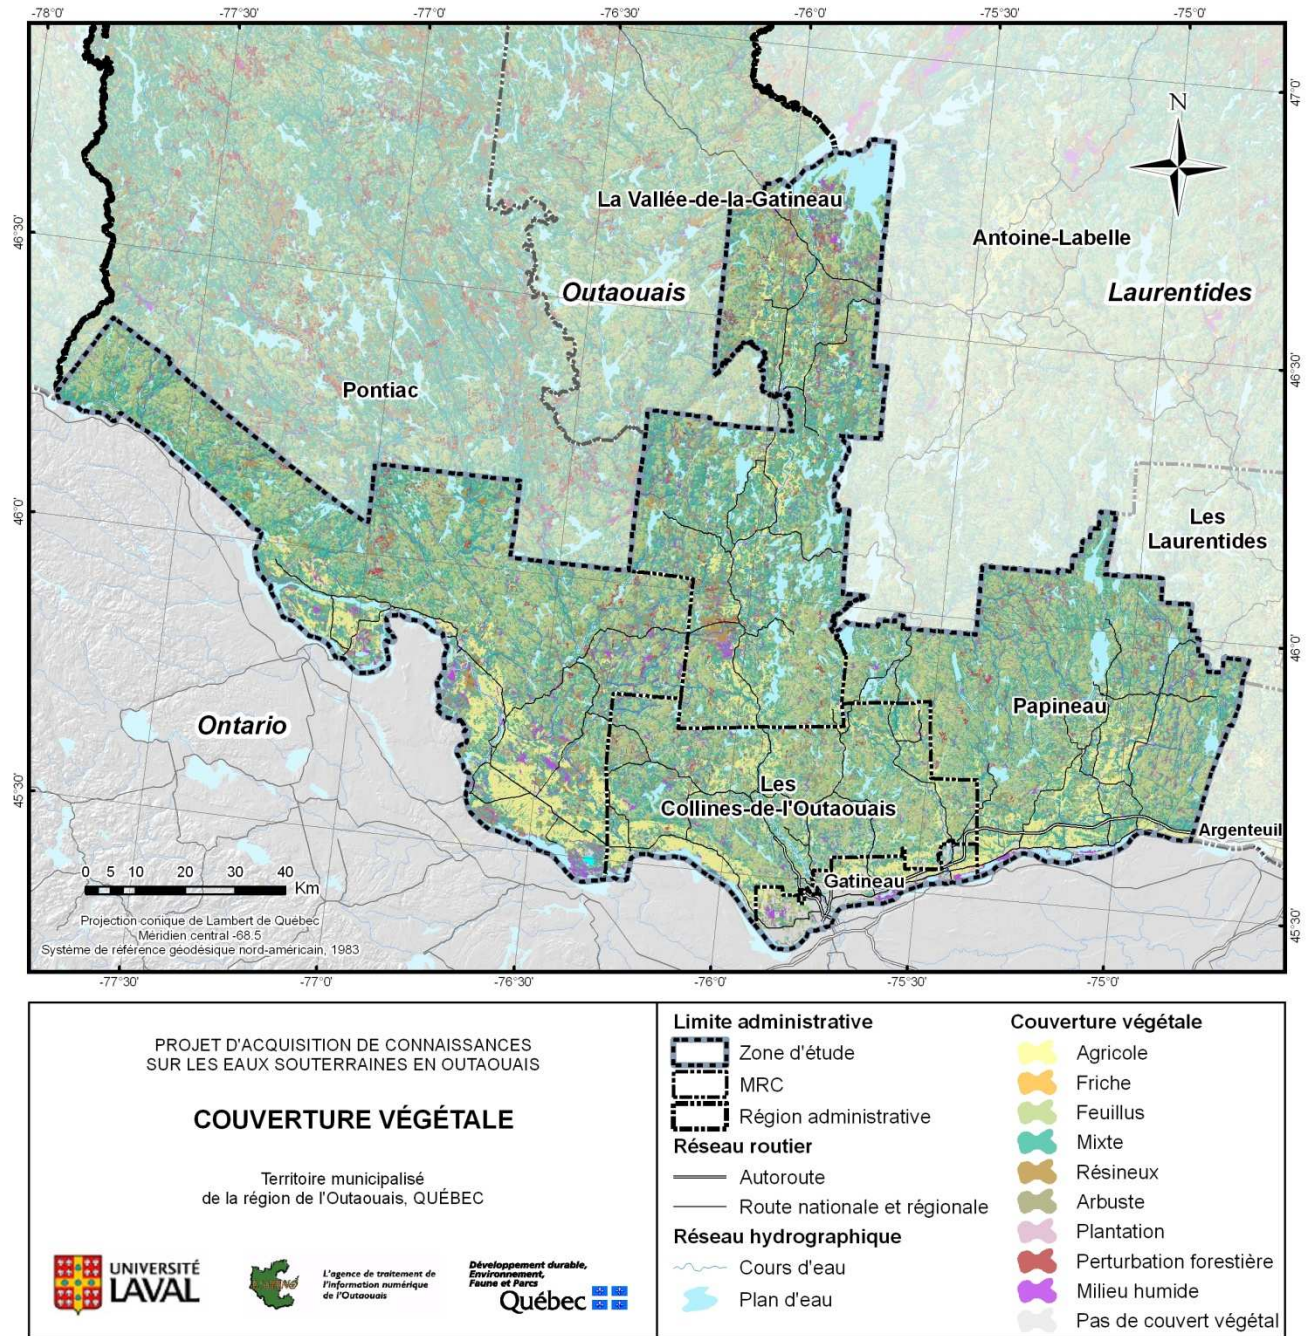 -78°0' -77°30' -77°0' -76°30' -76°0' -75°30' -75°0'
47°0'
N
La Vallée-de-la-Gatineau
46°30'
Antoine-Labelle
Outaouais
Laurentides
46°30'
Pontiac
46°0'
Les
Laurentides
46°0'
Ontario
Papineau
45°30'
Les
Collines-de-l'Outaouais
Argenteuil
Gatineau
0 5 10 20 30 40
Km
Projection conique de Lambert de Québec
Méridien central -68.5
Système de référence géodésique nord-américain, 1983
45°30'
-77°30' -77°0' -76°30' -76°0' -75°30' -75°0'
PROJET D'ACQUISITION DE CONNAISSANCES
SUR LES EAUX SOUTERRAINES EN OUTAOUAIS
COUVERTURE VÉGÉTALE
Territoire municipalisé
de la région de l'Outaouais, QUÉBEC
UNIVERSITÉ
LAVAL
L'agence de traitement de
l'information numérique
de l'Outaouais
Développement durable,
Environnement,
Faune et Parcs
Québec
Limite administrative
Zone d'étude
MRC
Région administrative
Réseau routier
Autoroute
Route nationale et régionale
Réseau hydrographique
Cours d'eau
Plan d'eau
Couverture végétale
Agricole
Friche
Feuillus
Mixte
Résineux
Arbuste
Plantation
Perturbation forestière
Milieu humide
Pas de couvert végétal